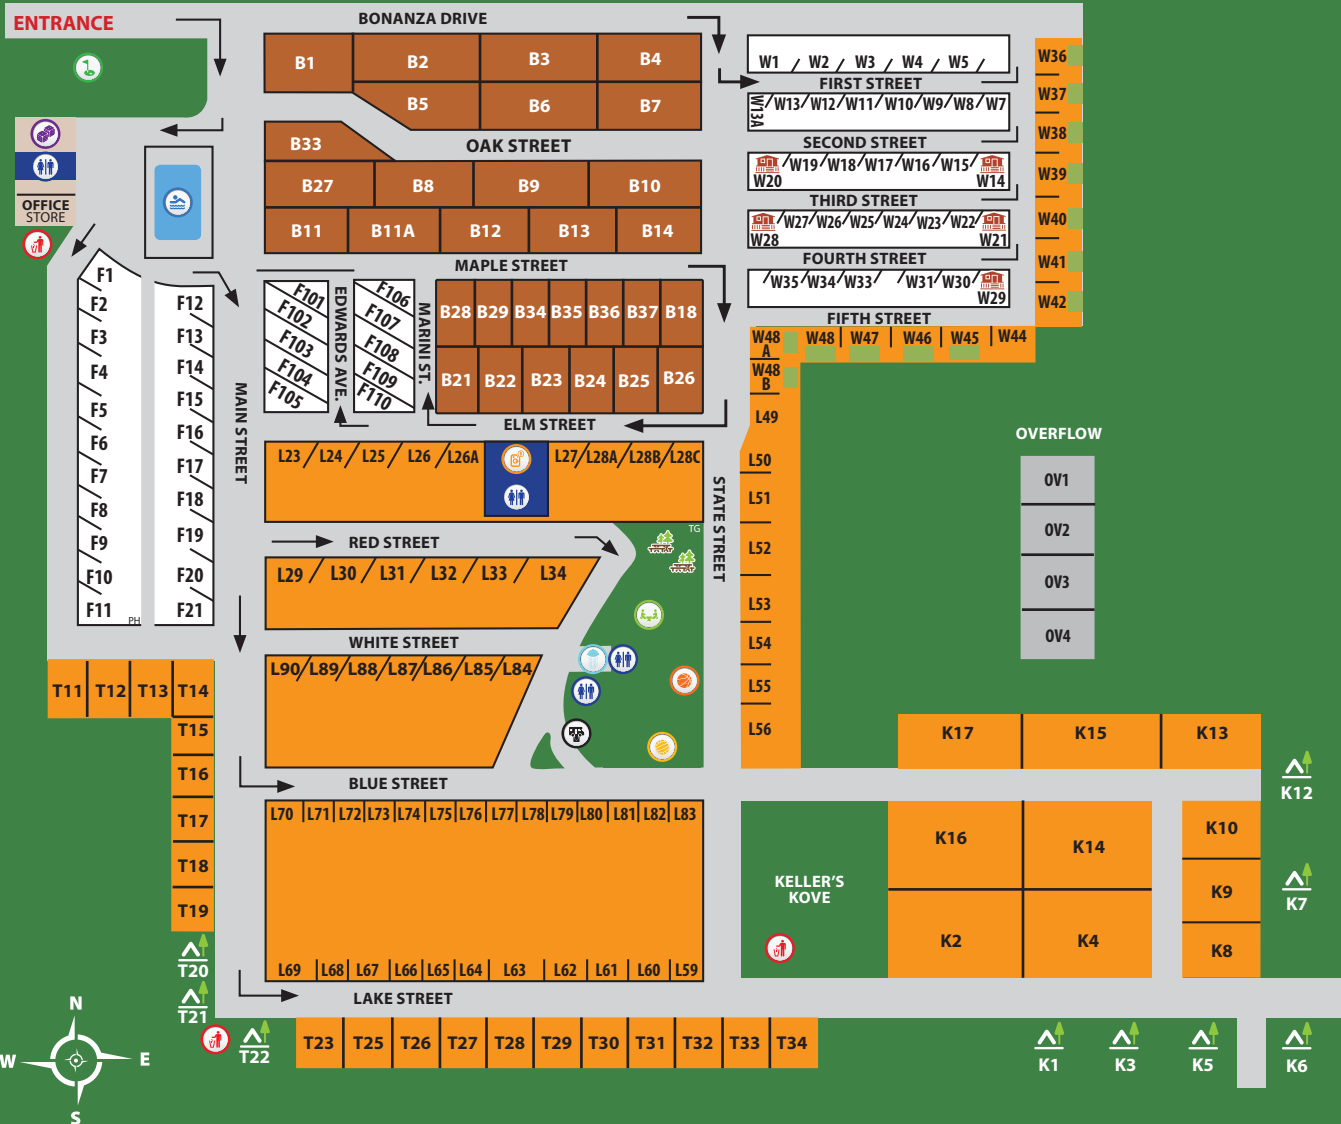 ENTRANCE
BONANZA DRIVE
B1 B2 B3 B4
B5 B6 B7
B33 OAK STREET
B27 B8 B9 B10
B11 B11A B12 B13 B14
MAPLE STREET
W1 W2 W3 W4 W5
FIRST STREET
W13A W13 W12 W11 W10 W9 W8 W7
SECOND STREET
W19 W18 W17 W16 W15
W20 W14
THIRD STREET
W27 W26 W25 W24 W23 W22
W28 W21
FOURTH STREET
W35 W34 W33 W31 W30
W29
FIFTH STREET
W36
W37
W38
W39
W40
W41
W42
W48 A W48 W47 W46 W45 W44
W48 B
OFFICE
STORE
F1
F2
F3
F4
F5
F6
F7
F8
F9
F10
F11
PH
F12
F13
F14
F15
F16
F17
F18
F19
F20
F21
MAIN STREET
F101
F102
F103
F104
F105
EDWARDS AVE.
F106
F107
F108
F109
F110
MARINI ST.
B28 B29 B34 B35 B36 B37 B18
B21 B22 B23 B24 B25 B26
ELM STREET
L23 L24 L25 L26 L26A L27 L28A L28B L28C
TG
STATE STREET
RED STREET
L29 L30 L31 L32 L33 L34
WHITE STREET
L90 L89 L88 L87 L86 L85 L84
BLUE STREET
L70 L71 L72 L73 L74 L75 L76 L77 L78 L79 L80 L81 L82 L83
L69 L68 L67 L66 L65 L64 L63 L62 L61 L60 L59
LAKE STREET
L49
L50
L51
L52
L53
L54
L55
L56
OVERFLOW
OV1
OV2
OV3
OV4
T11 T12 T13 T14
T15
T16
T17
T18
T19
T20
T21
T22 T23 T25 T26 T27 T28 T29 T30 T31 T32 T33 T34
K17 K15 K13
K12
K16 K14 K10
KELLER'S
KOVE
K9 K7
K2 K4 K8
K1 K3 K5 K6
N
W E
S